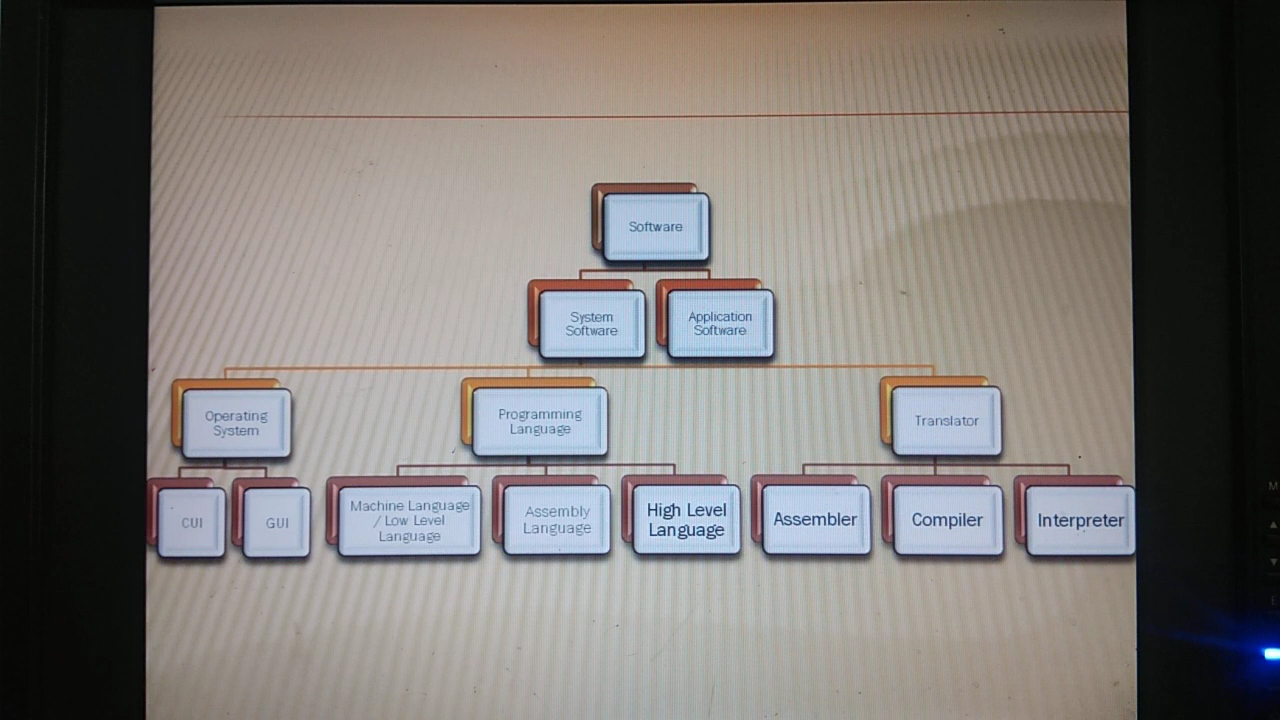 Software
System
Software
Application
Software
Operating
System
Programming
Language
Translator
CUI
GUI
Machine Language
/ Low Level
Language
Assembly
Language
High Level
Language
Assembler
Compiler
Interpreter